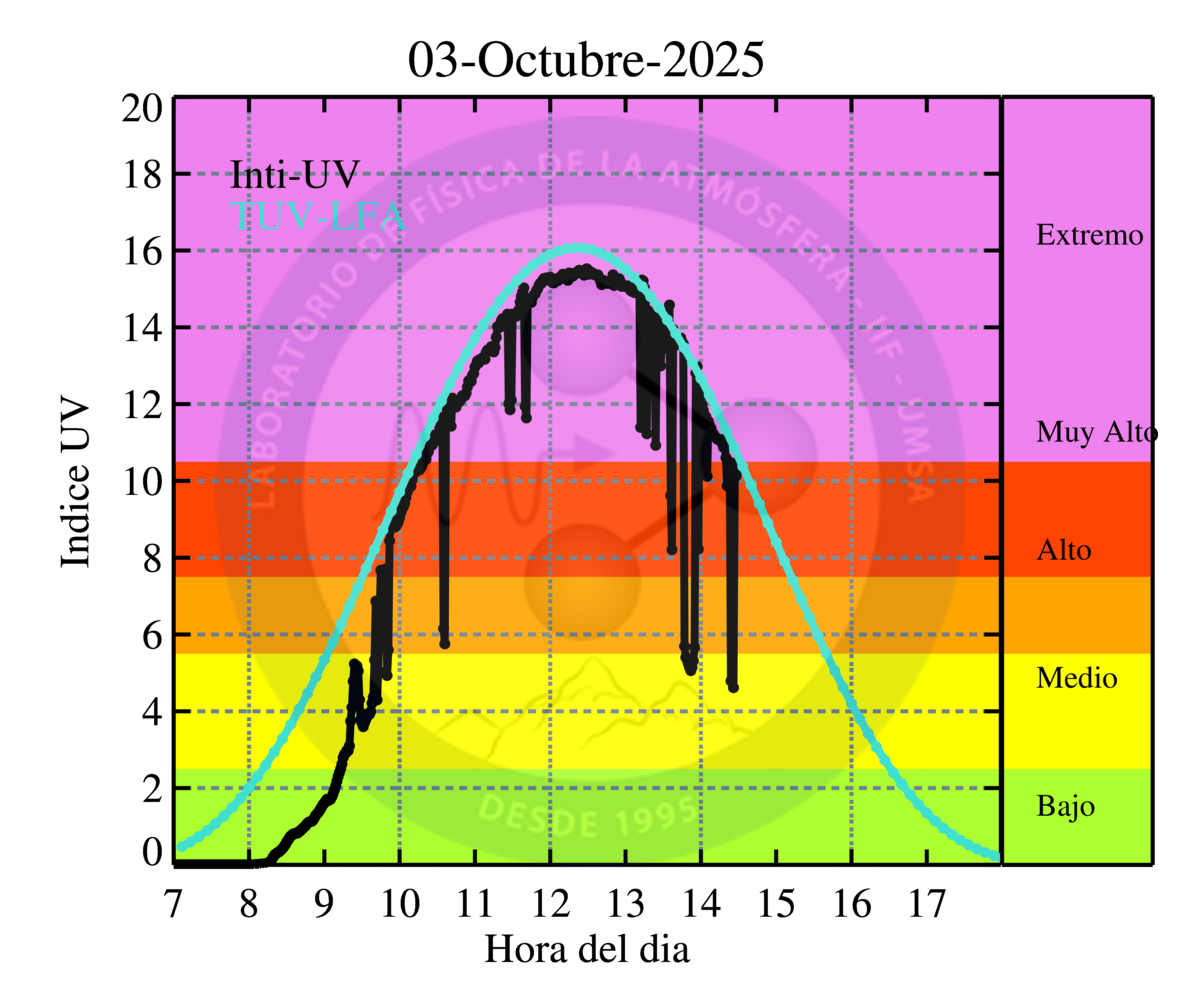 03-Octubre-2025
20
18
16
14
12
10
8
6
4
2
0
Indice UV
Inti-UV
TUV-LFA
LABORATORIO DE FÍSICA DE LA ATMÓSFERA - IIF - UMSA
DESDE 1995
Extremo
Muy Alto
Alto
Medio
Bajo
7 8 9 10 11 12 13 14 15 16 17
Hora del dia